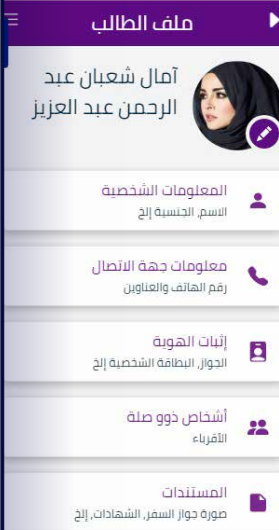 ملف الطالب
آمال شعبان عبد
الرحمن عبد العزيز
المعلومات الشخصية
الاسم, الجنسية إلخ
معلومات جهة الاتصال
رقم الهاتف والعناوين
إثبات الهوية
الجواز, البطاقة الشخصية إلخ
أشخاص ذوو صلة
الأقرباء
المستندات
صورة جواز السفر, الشهادات, إلخ